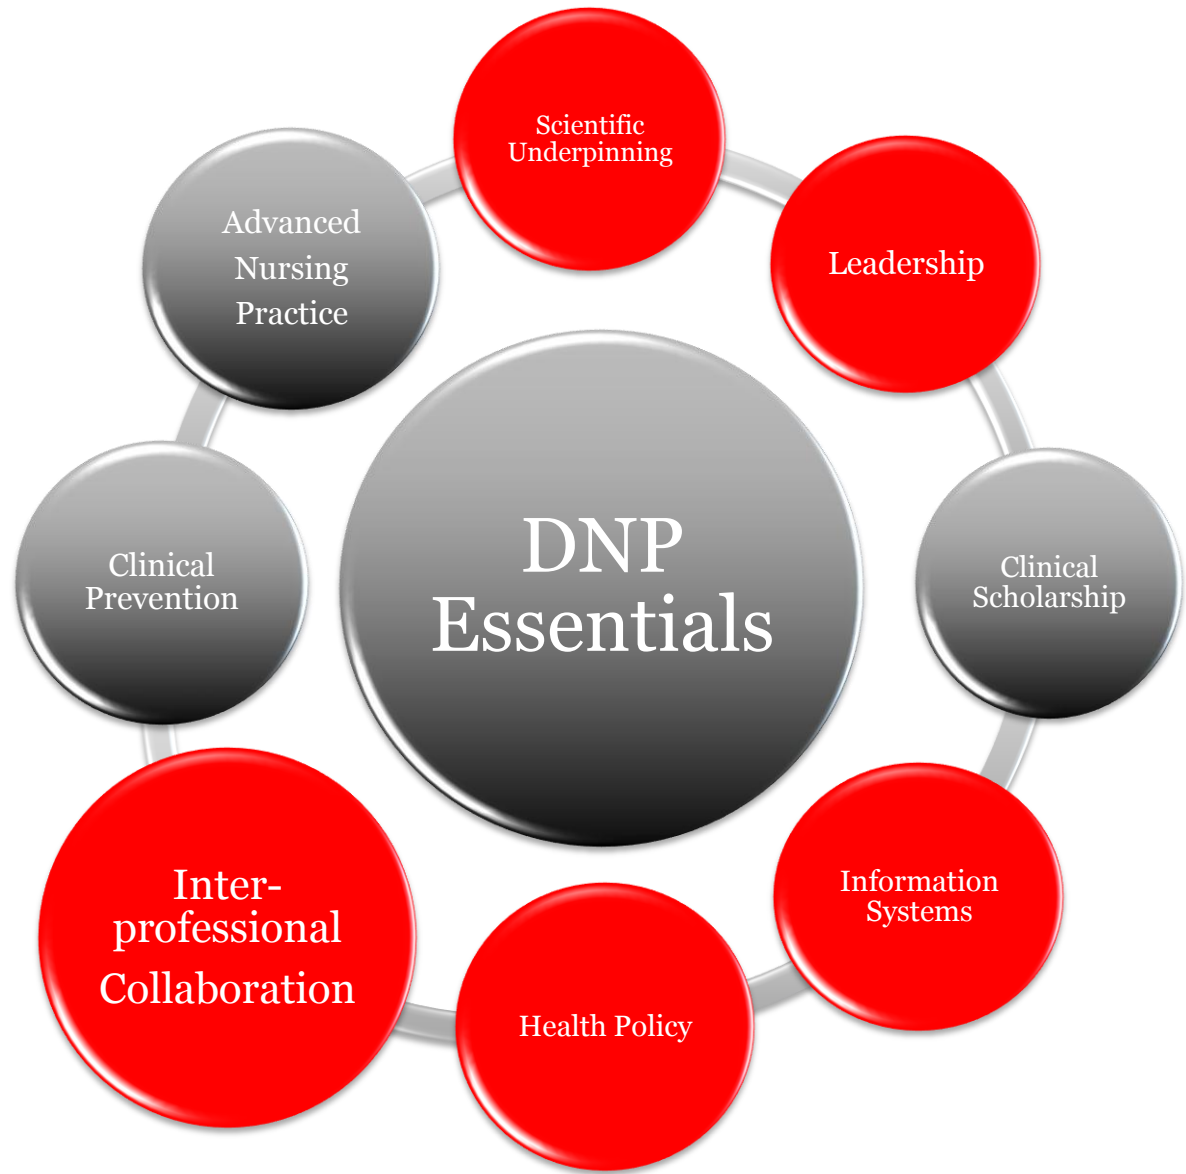 Scientific
Underpinning
Leadership
Clinical
Scholarship
Information
Systems
Health Policy
Inter-
professional
Collaboration
Clinical
Prevention
Advanced
Nursing
Practice
DNP
Essentials